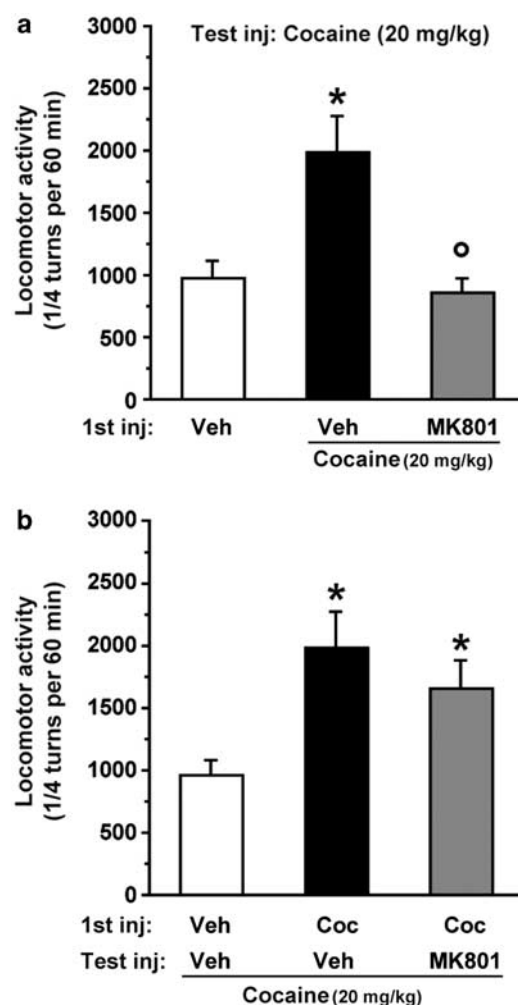 a
Test inj: Cocaine (20 mg/kg)
Locomotor activity
(1/4 turns per 60 min)
3000
2500
2000
1500
1000
500
0
*
o
1st inj: Veh Veh MK801
Cocaine (20 mg/kg)
b
Locomotor activity
(1/4 turns per 60 min)
3000
2500
2000
1500
1000
500
0
*
*
1st inj: Veh Coc Coc
Test inj: Veh Veh MK801
Cocaine (20 mg/kg)